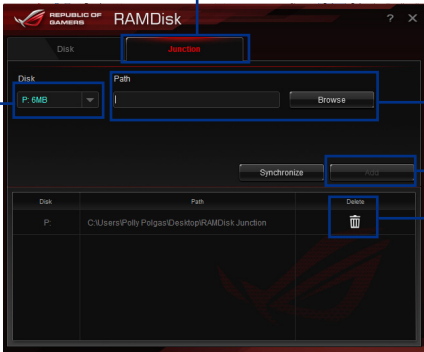 REPUBLIC OF
GAMERS
RAMDisk
? ×
Disk
Junction
Disk
Path
P: 6MB
Browse
Synchronize
Add
Disk
Path
Delete
P:
C:\Users\Polly Polgas\Desktop\RAMDisk Junction